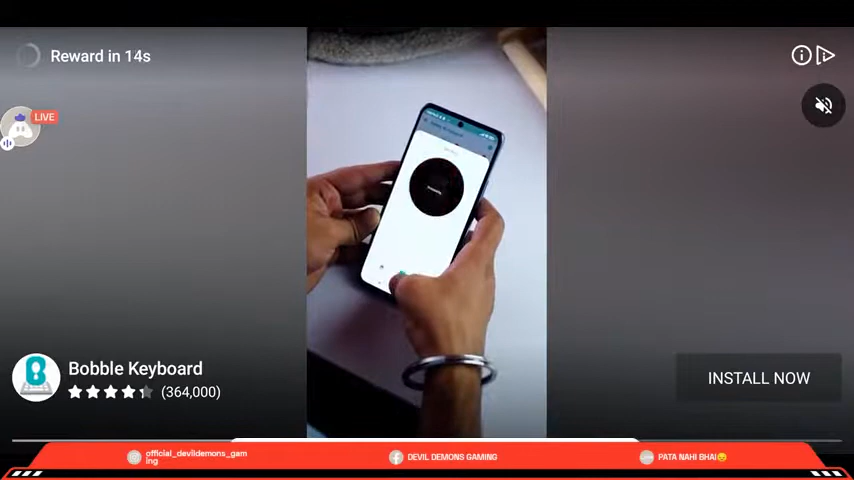 Reward in 14s
LIVE
Bobble Keyboard
(364,000)
INSTALL NOW
official_devildemons_gam
ing
DEVIL DEMONS GAMING
PATA NAHI BHAI😔